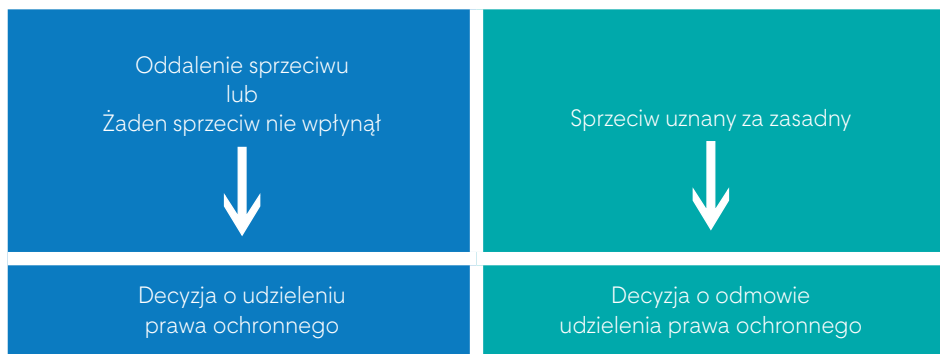 Oddalenie sprzeciwu
lub
Żaden sprzeciw nie wpłynął
Sprzeciw uznany za zasadny
Decyzja o udzieleniu
prawa ochronnego
Decyzja o odmowie
udzielenia prawa ochronnego